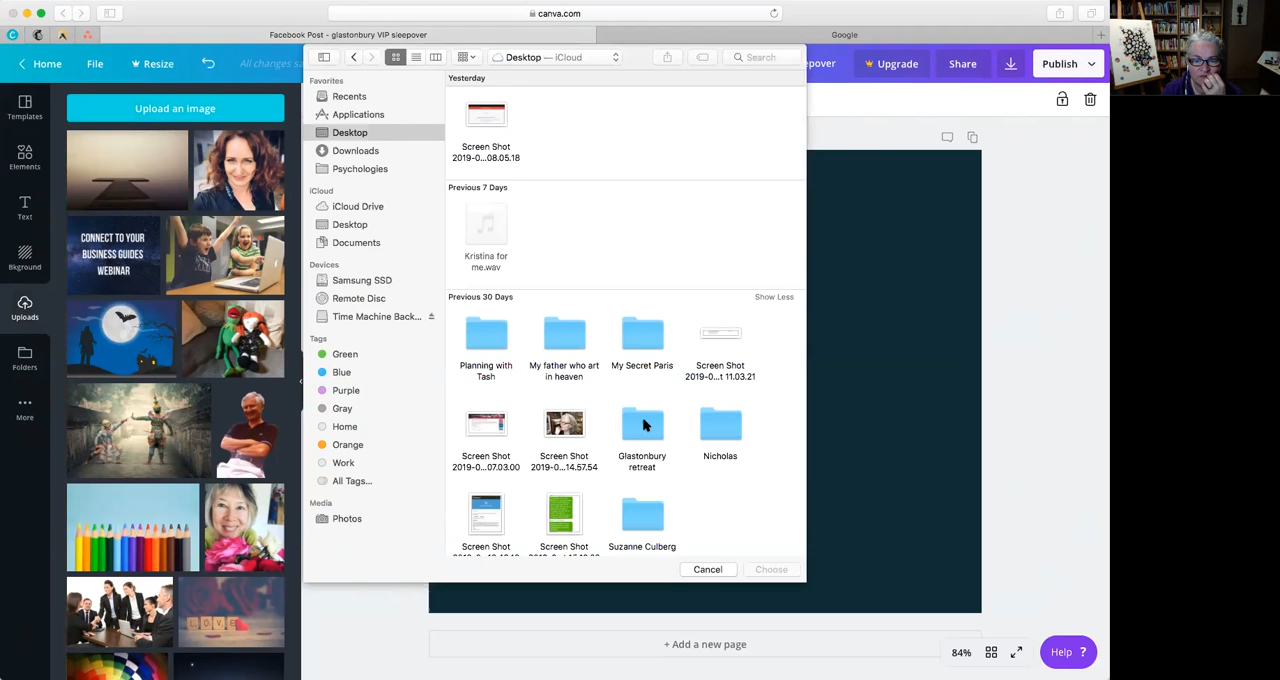 canva.com
Facebook Post - glastonbury VIP sleepover
Google
Home
File
Resize
All changes sa
epover
Upgrade
Share
Publish
Templates
Elements
Text
Bkground
Uploads
Folders
More
Upload an image
CONNECT TO YOUR
BUSINESS GUIDES
WEBINAR
LOVE
Desktop — iCloud
Search
Favorites
Recents
Applications
Desktop
Downloads
Psychologies
iCloud
iCloud Drive
Desktop
Documents
Devices
Samsung SSD
Remote Disc
Time Machine Back...
Tags
Green
Blue
Purple
Gray
Home
Orange
Work
All Tags...
Media
Photos
Yesterday
Screen Shot
2019-0...08.05.18
Previous 7 Days
Kristina for
me.wav
Previous 30 Days
Show Less
Planning with
Tash
My father who art
in heaven
My Secret Paris
Screen Shot
2019-0...t 11.03.21
Screen Shot
2019-0...07.03.00
Screen Shot
2019-0...14.57.54
Glastonbury
retreat
Nicholas
Screen Shot
Screen Shot
Suzanne Culberg
Cancel
Choose
+ Add a new page
84%
Help ?